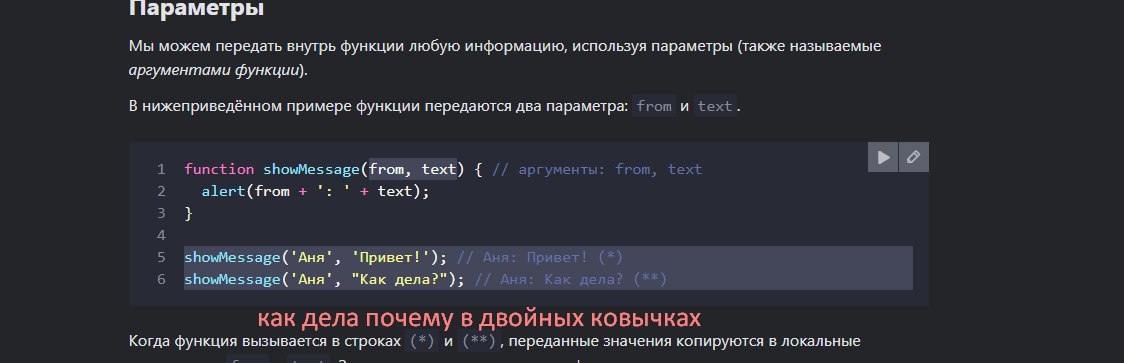 Параметры
Мы можем передать внутрь функции любую информацию, используя параметры (также называемые
аргументами функции).
В нижеприведённом примере функции передаются два параметра: from и text.
1 function showMessage(from, text) { // аргументы: from, text
2 alert(from + ': ' + text);
3 }
4
5 showMessage('Аня', 'Привет!'); // Аня: Привет! (*)
6 showMessage('Аня', "Как дела?"); // Аня: Как дела? (**)
как дела почему в двойных ковычках
Когда функция вызывается в строках (*) и (**), переданные значения копируются в локальные